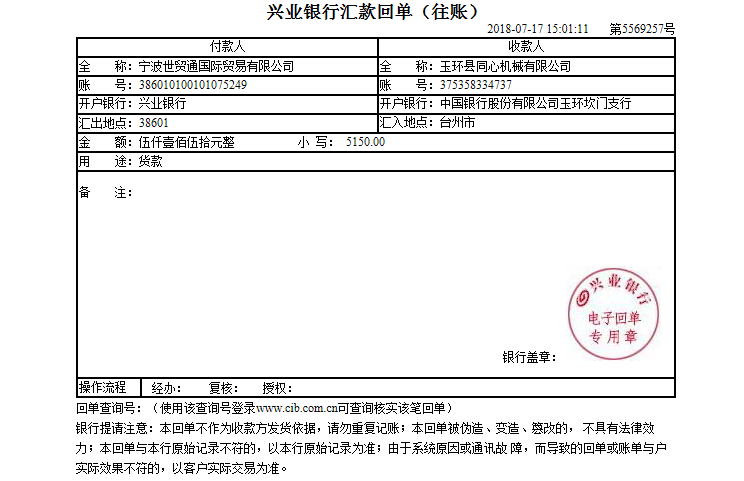 兴业银行汇款回单（往账）
2018-07-17 15:01:11 第5569257号
付款人 收款人
全 称：宁波世贸通国际贸易有限公司 全 称：玉环县同心机械有限公司
账 号：386010100101075249 账 号：375358334737
开户银行：兴业银行 开户银行：中国银行股份有限公司玉环坎门支行
汇出地点：38601 汇入地点：台州市
金 额：伍仟壹佰伍拾元整 小 写： 5150.00
用 途：货款
备 注：
兴业银行
电子回单
专用章
银行盖章：
操作流程 经办： 复核： 授权：
回单查询号：（使用该查询号登录www.cib.com.cn可查询核实该笔回单）
银行提请注意：本回单不作为收款方发货依据，请勿重复记账；本回单被伪造、变造、篡改的， 不具有法律效
力；本回单与本行原始记录不符的，以本行原始记录为准；由于系统原因或通讯故 障，而导致的回单或账单与户
实际效果不符的，以客户实际交易为准。